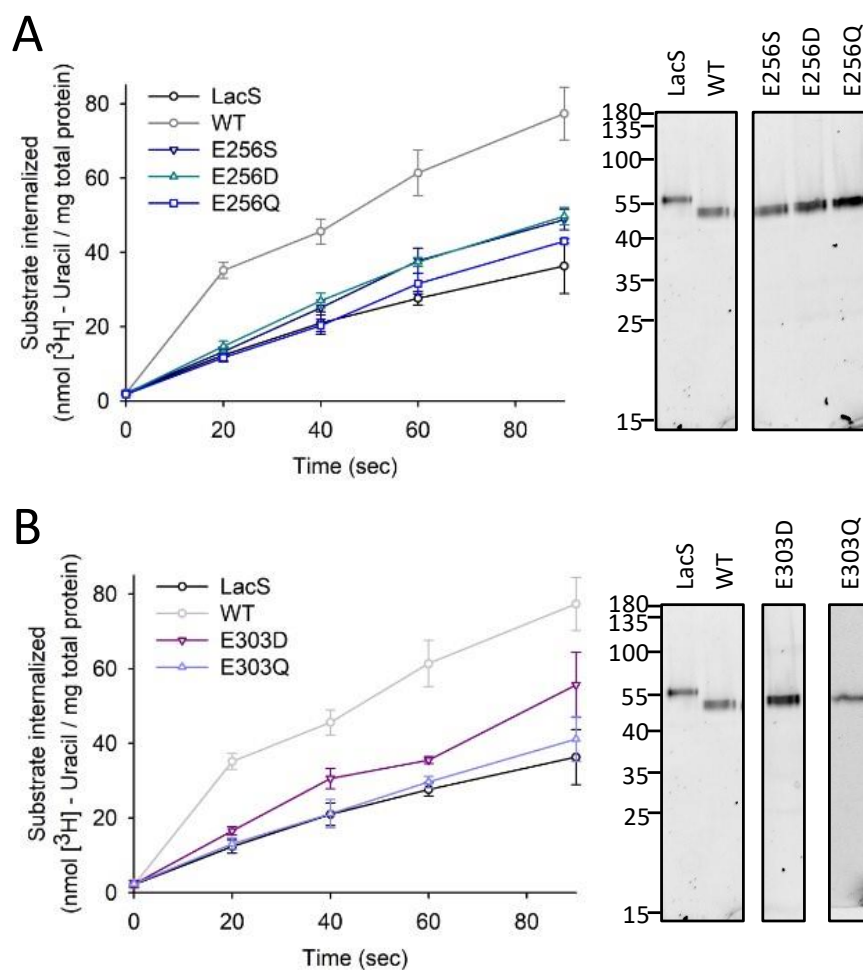 A
LacS
WT
E256S
E256D
E256Q
Substrate internalized
(nmol [³H] - Uracil / mg total protein)
80
60
40
20
0
LacS
WT
E256S
E256D
E256Q
0 20 40 60 80
Time (sec)
180
135
100
55
40
35
25
15
B
LacS
WT
E303D
E303Q
Substrate internalized
(nmol [³H] - Uracil / mg total protein)
80
60
40
20
0
LacS
WT
E303D
E303Q
0 20 40 60 80
Time (sec)
180
135
100
55
40
35
25
15